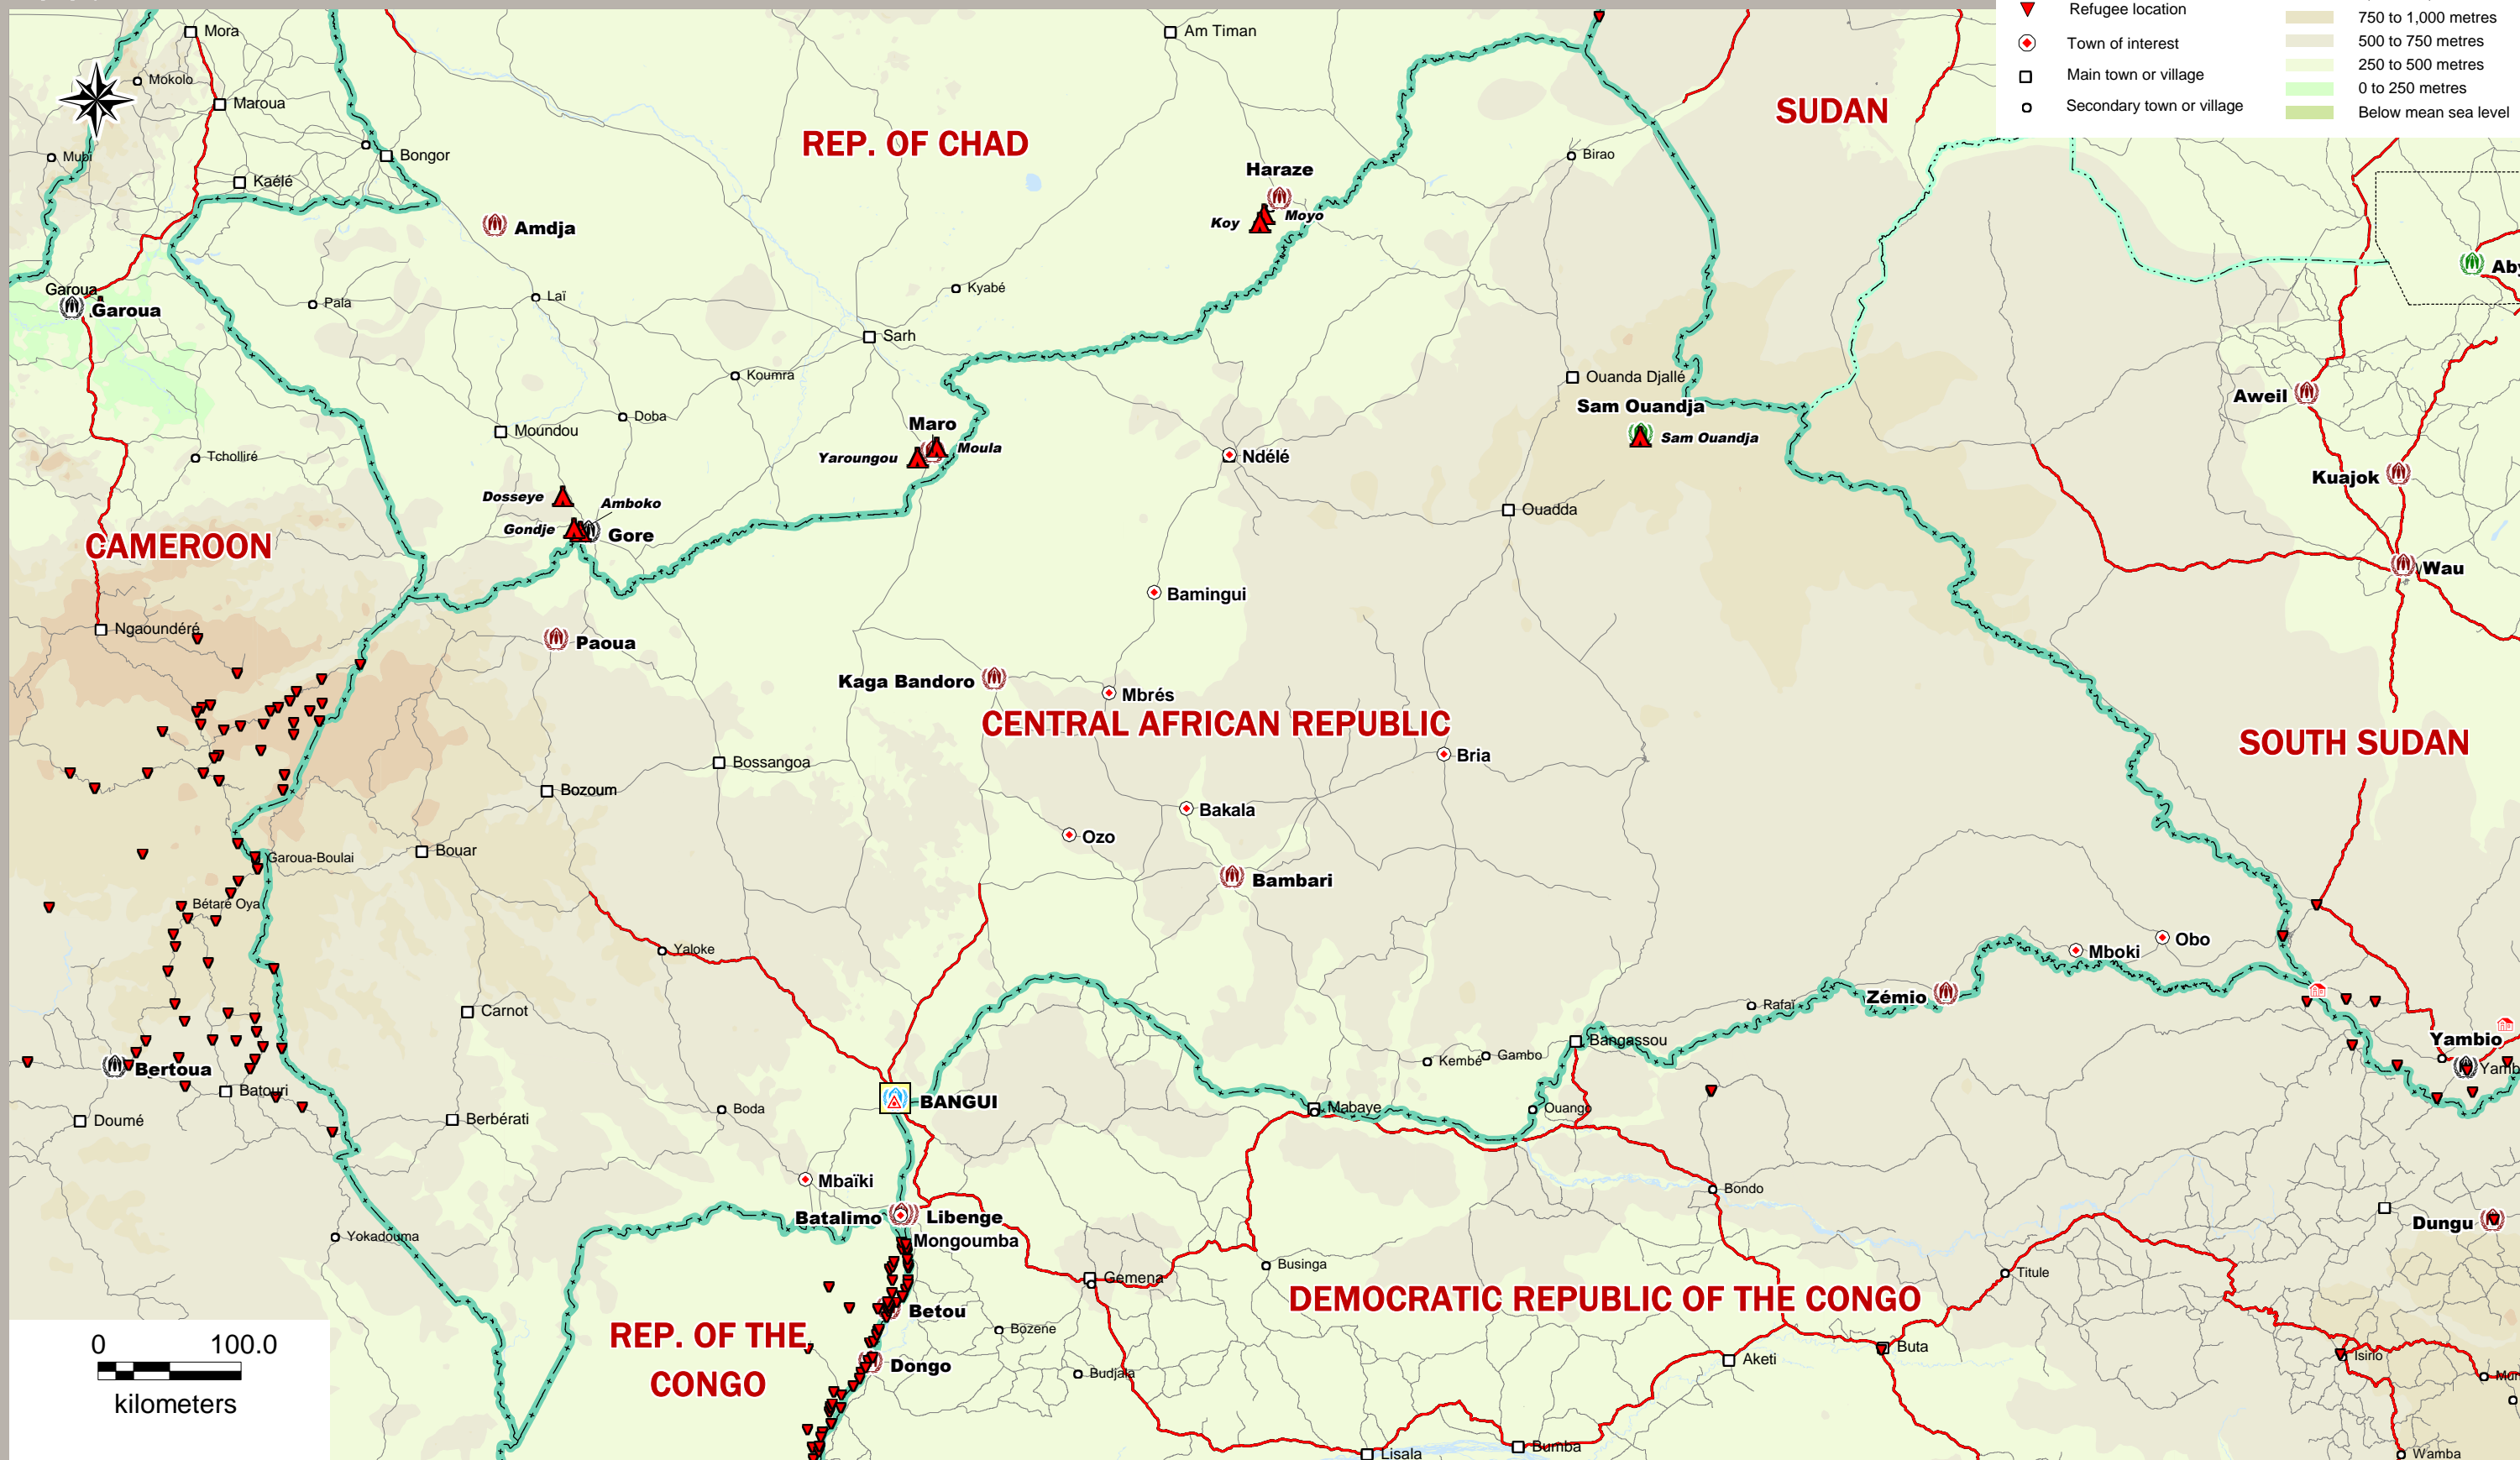 Refugee location
750 to 1,000 metres
Town of interest
500 to 750 metres
250 to 500 metres
Main town or village
0 to 250 metres
Secondary town or village
Below mean sea level
Mora
Am Timan
Mokolo
Maroua
SUDAN
REP. OF CHAD
Mubi
Bongor
Birao
Kaélé
Haraze
Koy
Moyo
Amdja
Garoua
Garoua
Pala
Laï
Kyabé
Sarh
Koumra
Ouanda Djallé
Sam Ouandja
Sam Ouandja
Aweil
Doba
Moundou
Maro
Yaroungou
Moula
Ndélé
Tcholliré
Kuajok
Dosseye
Amboko
Gondje
Gore
Ouadda
CAMEROON
Wau
Bamingui
Ngaoundéré
Paoua
Kaga Bandoro
Mbrés
CENTRAL AFRICAN REPUBLIC
SOUTH SUDAN
Bossangoa
Bria
Bozoum
Bakala
Ozo
Bouar
Garoua-Boulai
Bambari
Bétaré Oya
Yaloke
Mboki
Obo
Carnot
Zémio
Rafaï
Bangassou
Yambio
Kembé
Gambo
Bertoua
Batouri
BANGUI
Boda
Mabaye
Ouango
Doumé
Berbérati
Mbaïki
Bondo
Batalimo
Libenge
Dungu
Yokadouma
Mongoumba
Gemena
Businga
Titule
DEMOCRATIC REPUBLIC OF THE CONGO
Betou
REP. OF THE
CONGO
Bozene
0 100.0
kilometers
Dongo
Budjala
Aketi
Buta
Isirio
Lisala
Bumba
Wamba